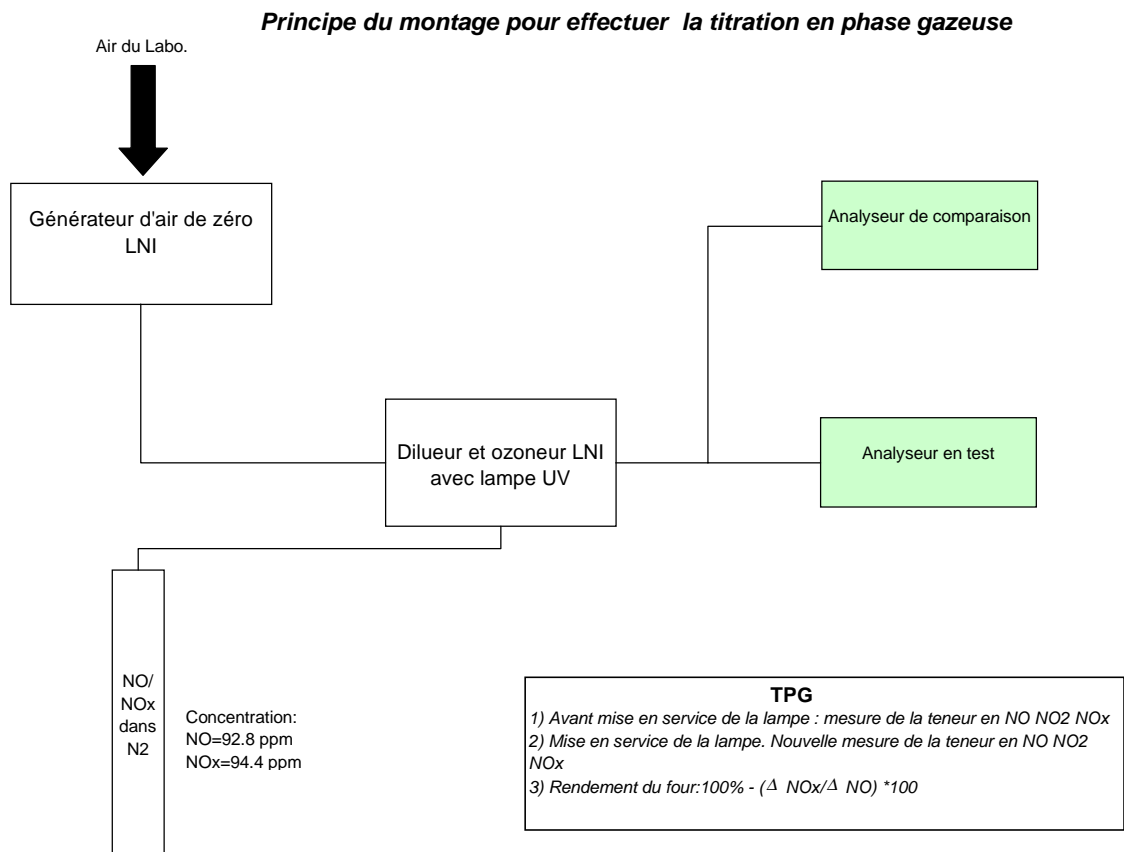 Principe du montage pour effectuer la titration en phase gazeuse
Air du Labo.
Générateur d'air de zéro
LNI
Analyseur de comparaison
Dilueur et ozoneur LNI
avec lampe UV
Analyseur en test
NO/
NOx
dans
N2
Concentration:
NO=92.8 ppm
NOx=94.4 ppm
TPG
1) Avant mise en service de la lampe : mesure de la teneur en NO NO2 NOx
2) Mise en service de la lampe. Nouvelle mesure de la teneur en NO NO2
NOx
3) Rendement du four:100% - (Δ NOx/Δ NO) *100